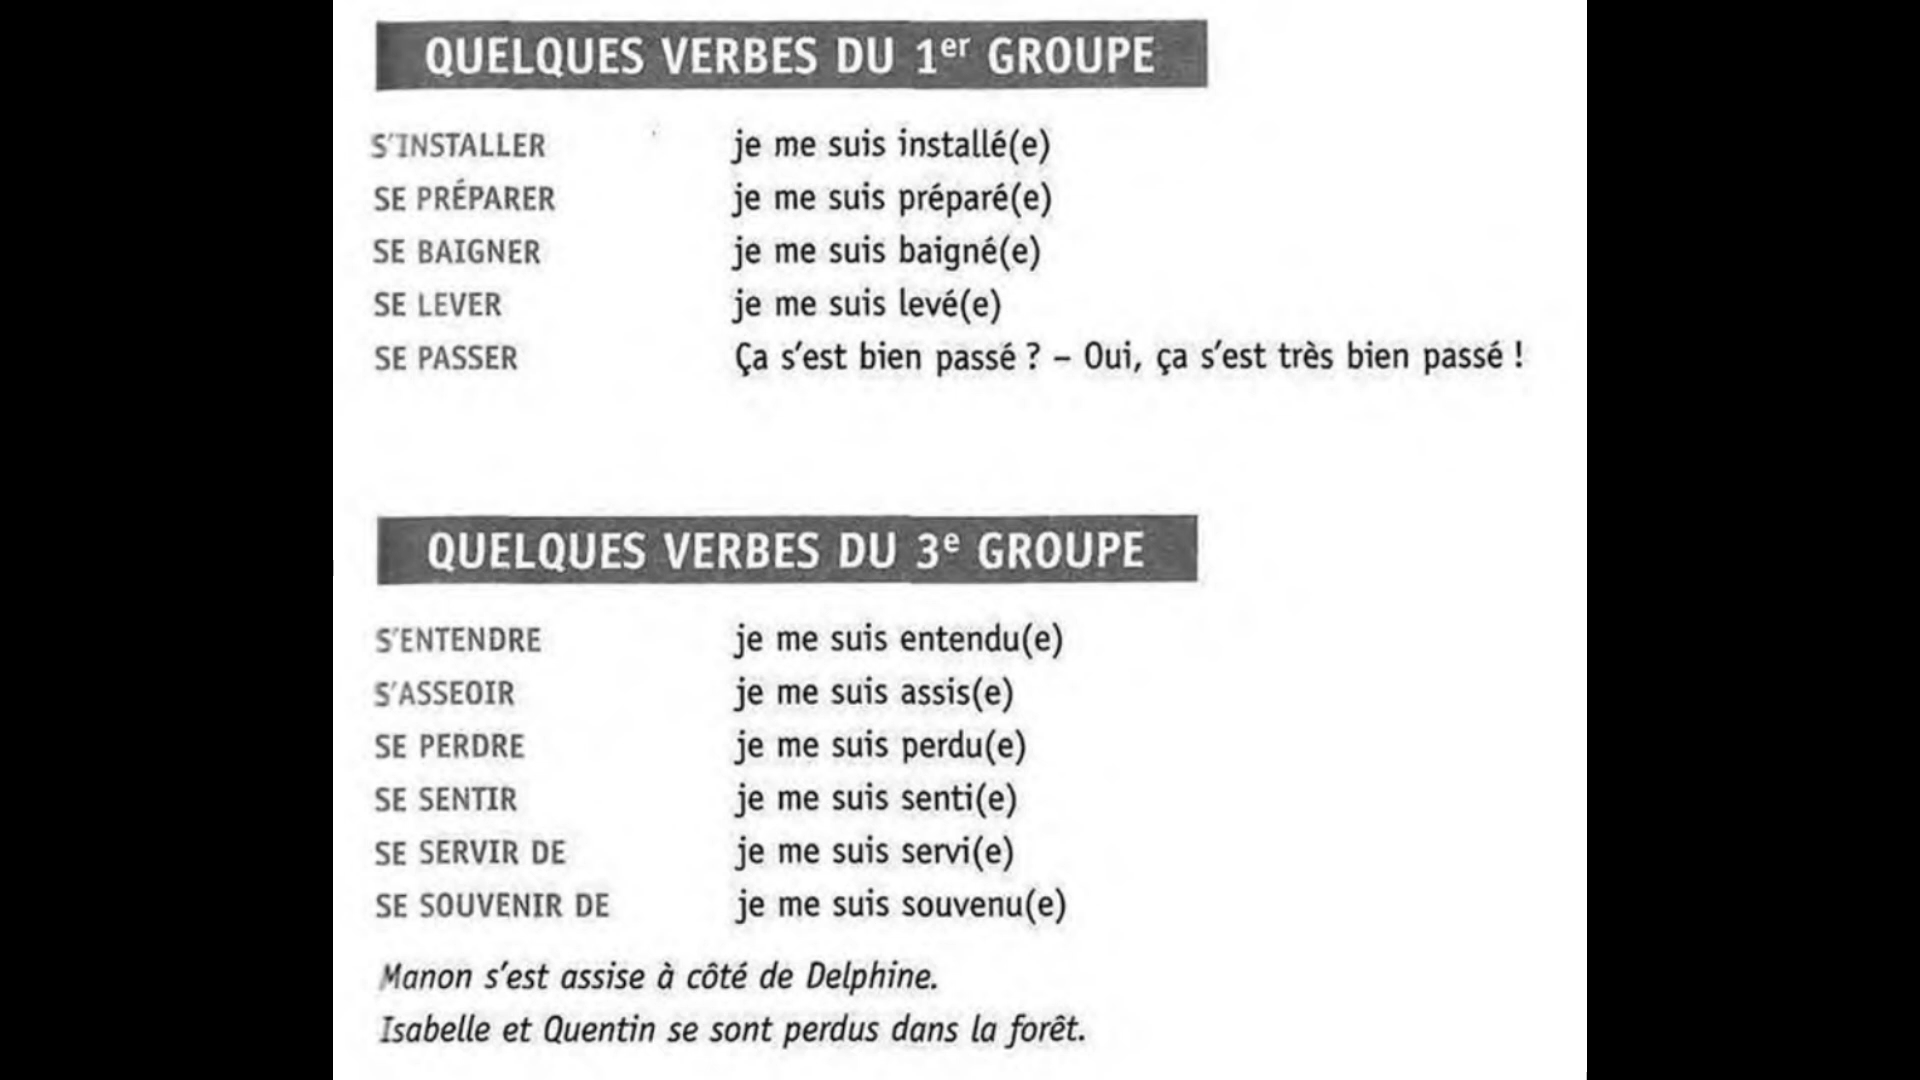 QUELQUES VERBES DU 1er GROUPE
S'INSTALLER je me suis installé(e)
SE PRÉPARER je me suis préparé(e)
SE BAIGNER je me suis baigné(e)
SE LEVER je me suis levé(e)
SE PASSER Ça s'est bien passé ? – Oui, ça s'est très bien passé !
QUELQUES VERBES DU 3e GROUPE
S'ENTENDRE je me suis entendu(e)
S'ASSEOIR je me suis assis(e)
SE PERDRE je me suis perdu(e)
SE SENTIR je me suis senti(e)
SE SERVIR DE je me suis servi(e)
SE SOUVENIR DE je me suis souvenu(e)
Manon s'est assise à côté de Delphine.
Isabelle et Quentin se sont perdus dans la forêt.